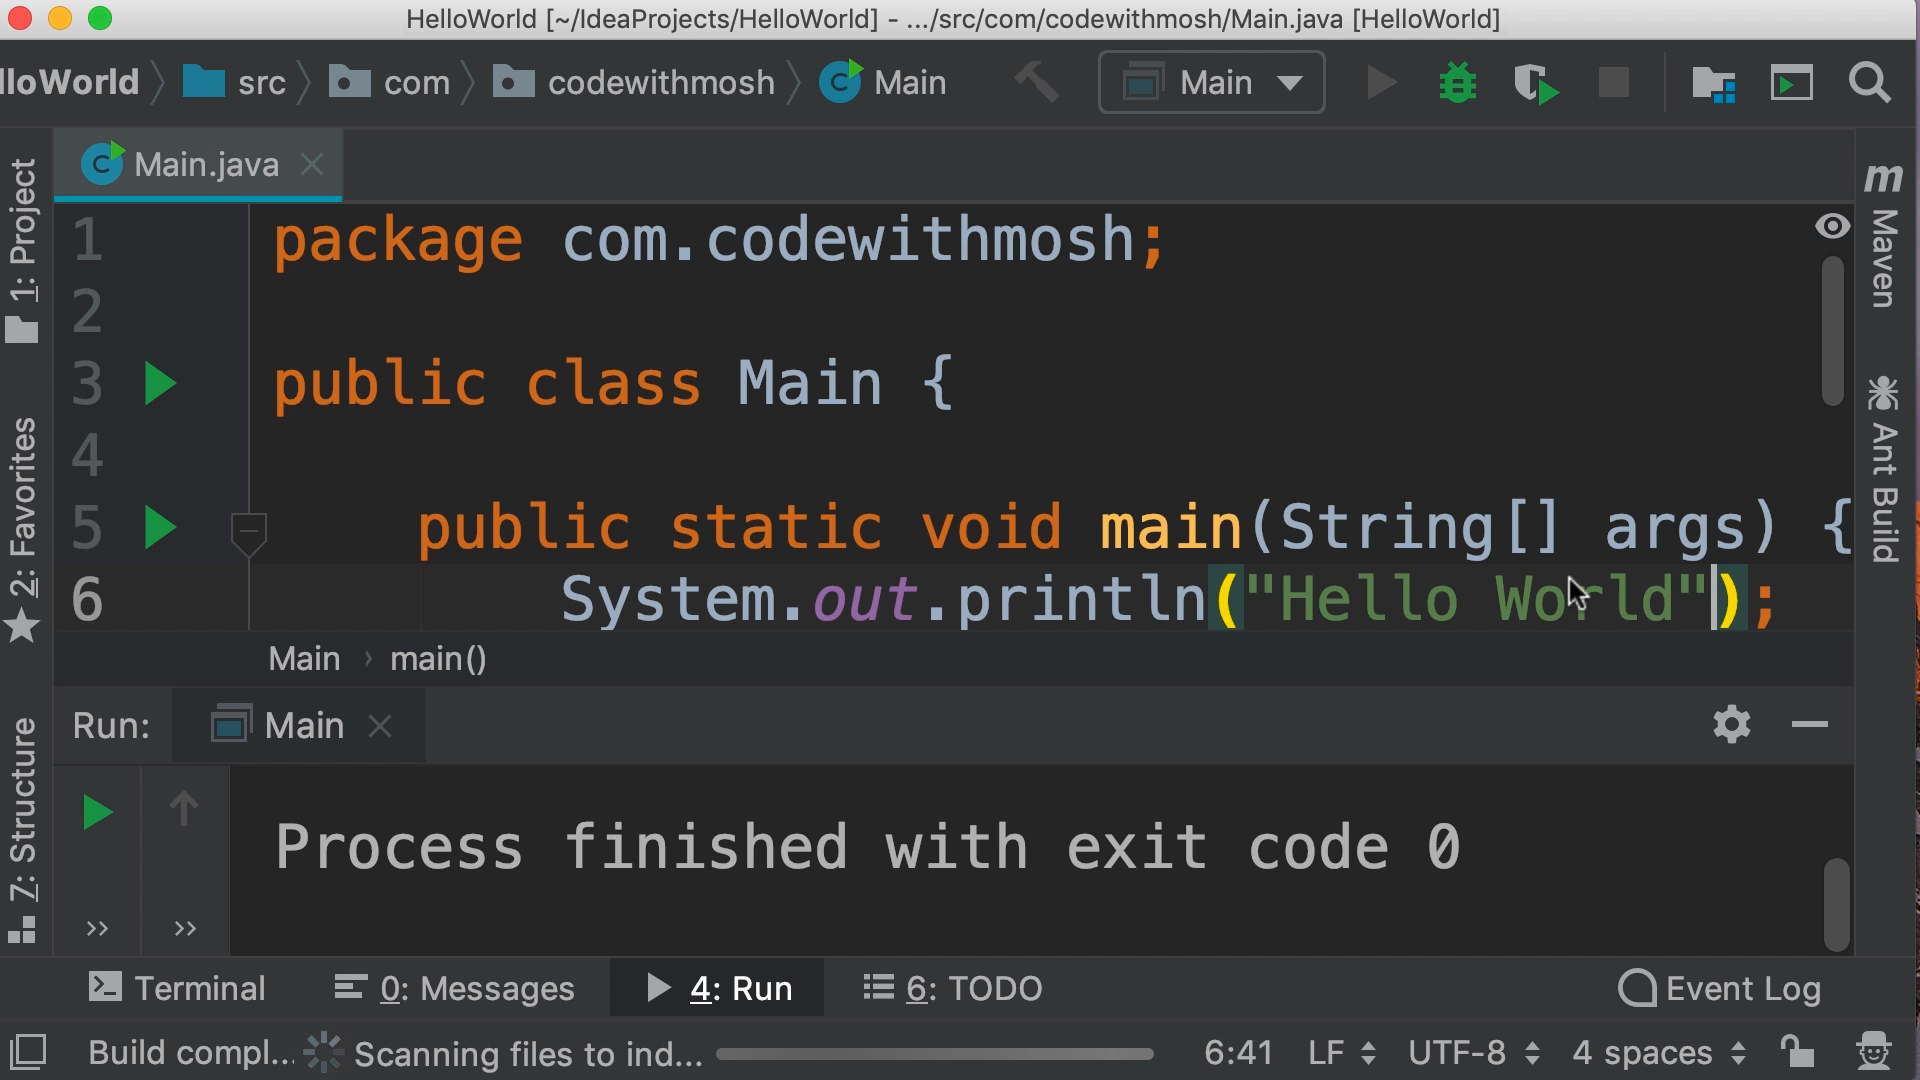 HelloWorld [~/IdeaProjects/HelloWorld] - .../src/com/codewithmosh/Main.java [HelloWorld]
lloWorld src com codewithmosh C Main Main
C Main.java
1 package com.codewithmosh;
2
3 public class Main {
4
5 public static void main(String[] args) {
6 System.out.println("Hello World");
Main › main()
Run: Main
Process finished with exit code 0
1: Project
2: Favorites
7: Structure
m Maven
Ant Build
Terminal 0: Messages 4: Run 6: TODO Event Log
Build compl... Scanning files to ind... 6:41 LF UTF-8 4 spaces